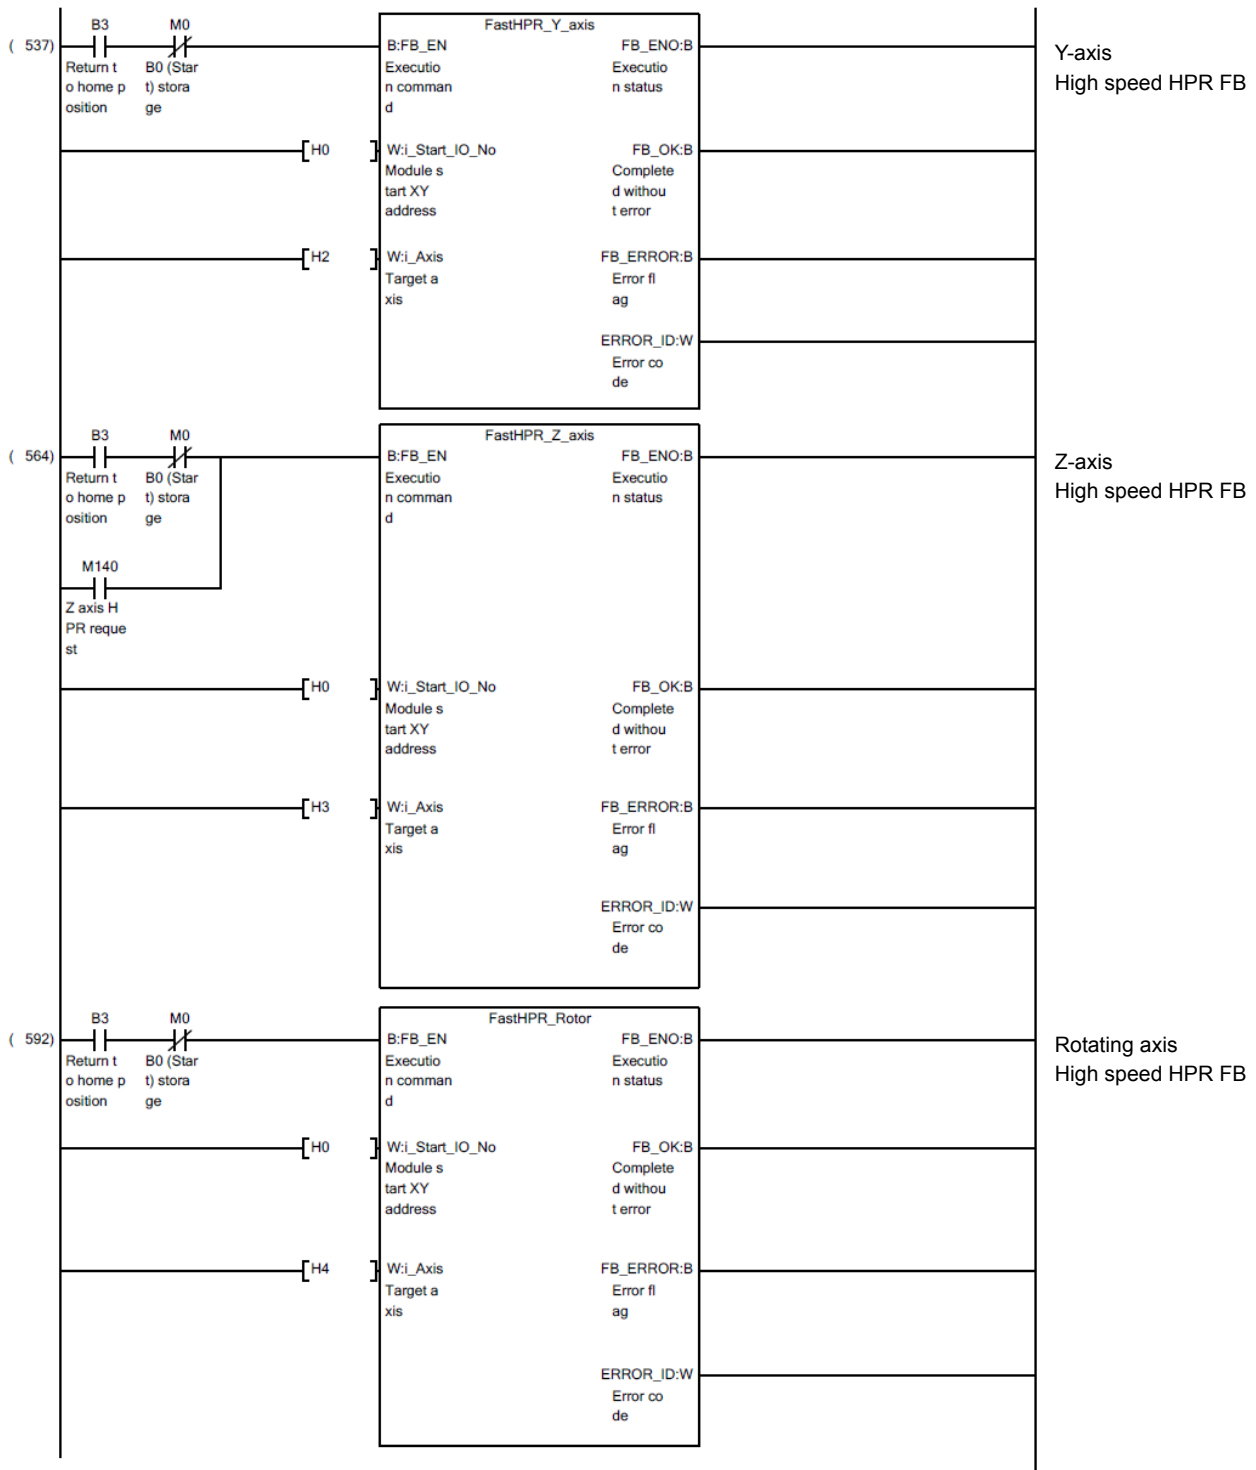 FastHPR_Y_axis
B3 M0
( 537) B:FB_EN FB_ENO:B
Y-axis
Return t B0 (Star Executio Executio
o home p t) stora n comman n status
High speed HPR FB
osition ge d
H0 W:i_Start_IO_No FB_OK:B
Module s Complete
tart XY d withou
address t error
H2 W:i_Axis FB_ERROR:B
Target a Error fl
xis ag
ERROR_ID:W
Error co
de
B3 M0 FastHPR_Z_axis
( 564) B:FB_EN FB_ENO:B
Z-axis
Return t B0 (Star Executio Executio
o home p t) stora n comman n status
High speed HPR FB
osition ge d
M140
Z axis H
PR reque
st
H0 W:i_Start_IO_No FB_OK:B
Module s Complete
tart XY d withou
address t error
H3 W:i_Axis FB_ERROR:B
Target a Error fl
xis ag
ERROR_ID:W
Error co
de
B3 M0 FastHPR_Rotor
( 592) B:FB_EN FB_ENO:B
Rotating axis
Return t B0 (Star Executio Executio
o home p t) stora n comman n status
High speed HPR FB
osition ge d
H0 W:i_Start_IO_No FB_OK:B
Module s Complete
tart XY d withou
address t error
H4 W:i_Axis FB_ERROR:B
Target a Error fl
xis ag
ERROR_ID:W
Error co
de